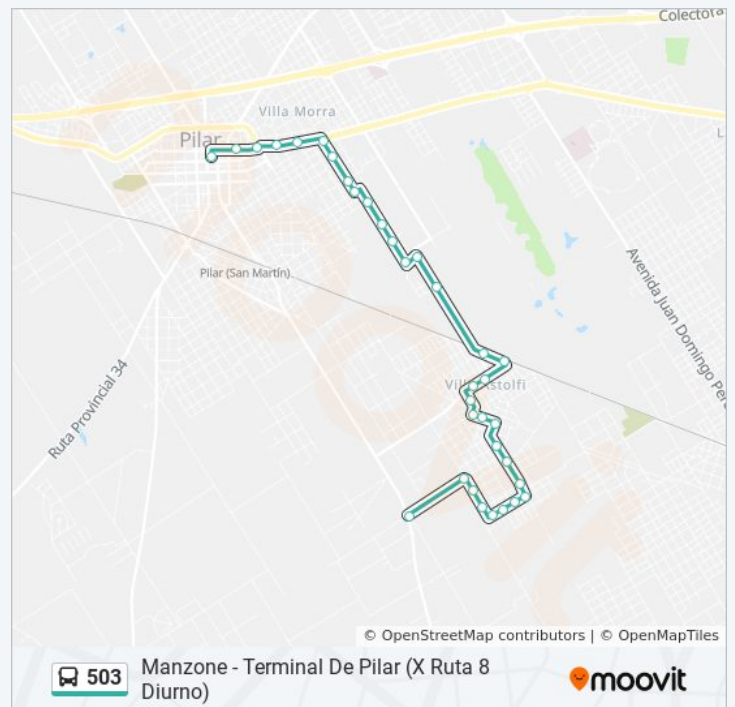 Colectora
Villa Morra
Pilar
L
Pilar (San Martín)
Avenida Juan Domingo Per
Ruta Provincial 34
© OpenStreetMap contributors | © OpenMapTiles
503
Manzone - Terminal De Pilar (X Ruta 8
Diurno)
moovit